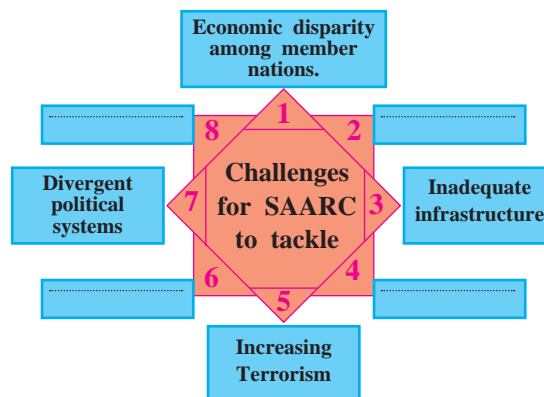 Economic disparity
among member
nations.
8
1
2
Divergent
political
systems
7
Challenges
for SAARC
to tackle
3
Inadequate
infrastructure
6
5
4
Increasing
Terrorism